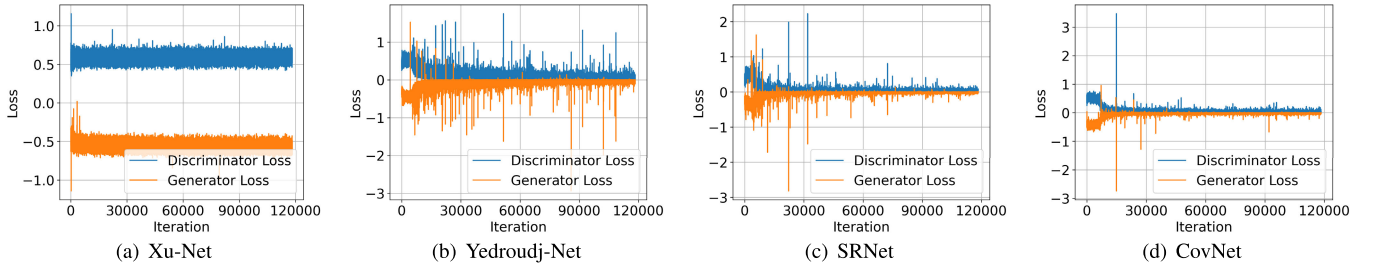 1.0
0.5
0.0
−0.5
−1.0
Loss
0 30000 60000 90000 120000
Iteration
Discriminator Loss
Generator Loss
(a) Xu-Net
1
0
−1
−2
−3
Loss
0 30000 60000 90000 120000
Iteration
Discriminator Loss
Generator Loss
(b) Yedroudj-Net
2
1
0
−1
−2
−3
Loss
0 30000 60000 90000 120000
Iteration
Discriminator Loss
Generator Loss
(c) SRNet
3
2
1
0
−1
−2
−3
Loss
0 30000 60000 90000 120000
Iteration
Discriminator Loss
Generator Loss
(d) CovNet